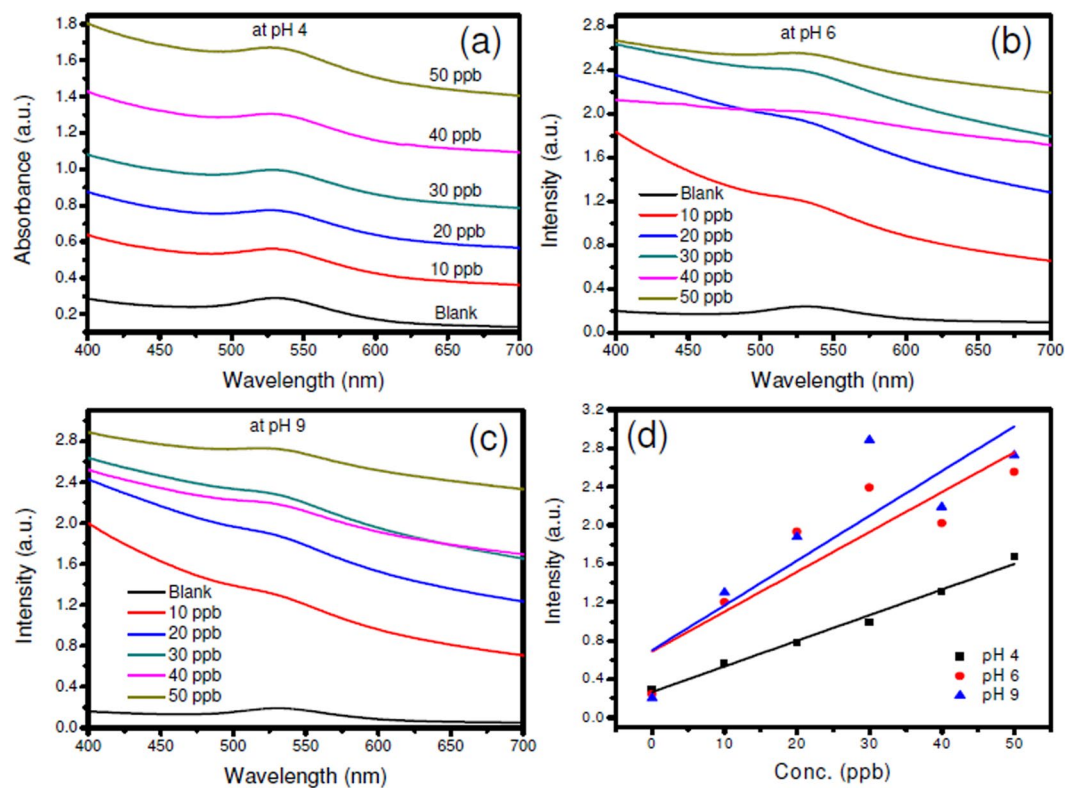 at pH 4
(a)
50 ppb
40 ppb
30 ppb
20 ppb
10 ppb
Blank
Absorbance (a.u.)
1.8
1.6
1.4
1.2
1.0
0.8
0.6
0.4
0.2
400 450 500 550 600 650 700
Wavelength (nm)
at pH 6
(b)
Intensity (a.u.)
2.8
2.4
2.0
1.6
1.2
0.8
0.4
0.0
Blank
10 ppb
20 ppb
30 ppb
40 ppb
50 ppb
400 450 500 550 600 650 700
Wavelength (nm)
at pH 9
(c)
Intensity (a.u.)
2.8
2.4
2.0
1.6
1.2
0.8
0.4
0.0
Blank
10 ppb
20 ppb
30 ppb
40 ppb
50 ppb
400 450 500 550 600 650 700
Wavelength (nm)
(d)
Intensity (a.u.)
3.2
2.8
2.4
2.0
1.6
1.2
0.8
0.4
0.0
pH 4
pH 6
pH 9
0 10 20 30 40 50
Conc. (ppb)